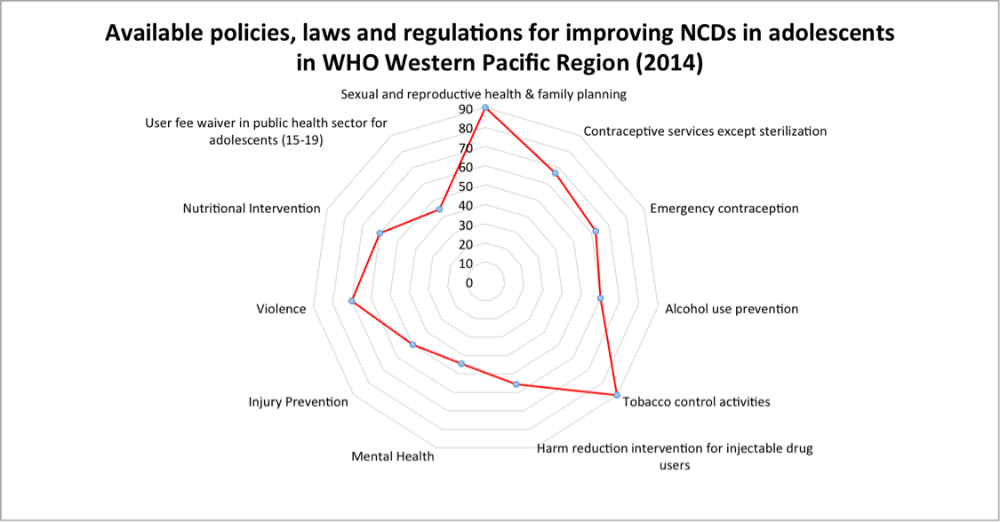 Available policies, laws and regulations for improving NCDs in adolescents
in WHO Western Pacific Region (2014)
Sexual and reproductive health & family planning
User fee waiver in public health sector for
adolescents (15-19)
Contraceptive services except sterilization
90
80
70
60
50
40
30
20
10
0
Nutritional Intervention
Emergency contraception
Violence
Alcohol use prevention
Injury Prevention
Tobacco control activities
Mental Health
Harm reduction intervention for injectable drug
users